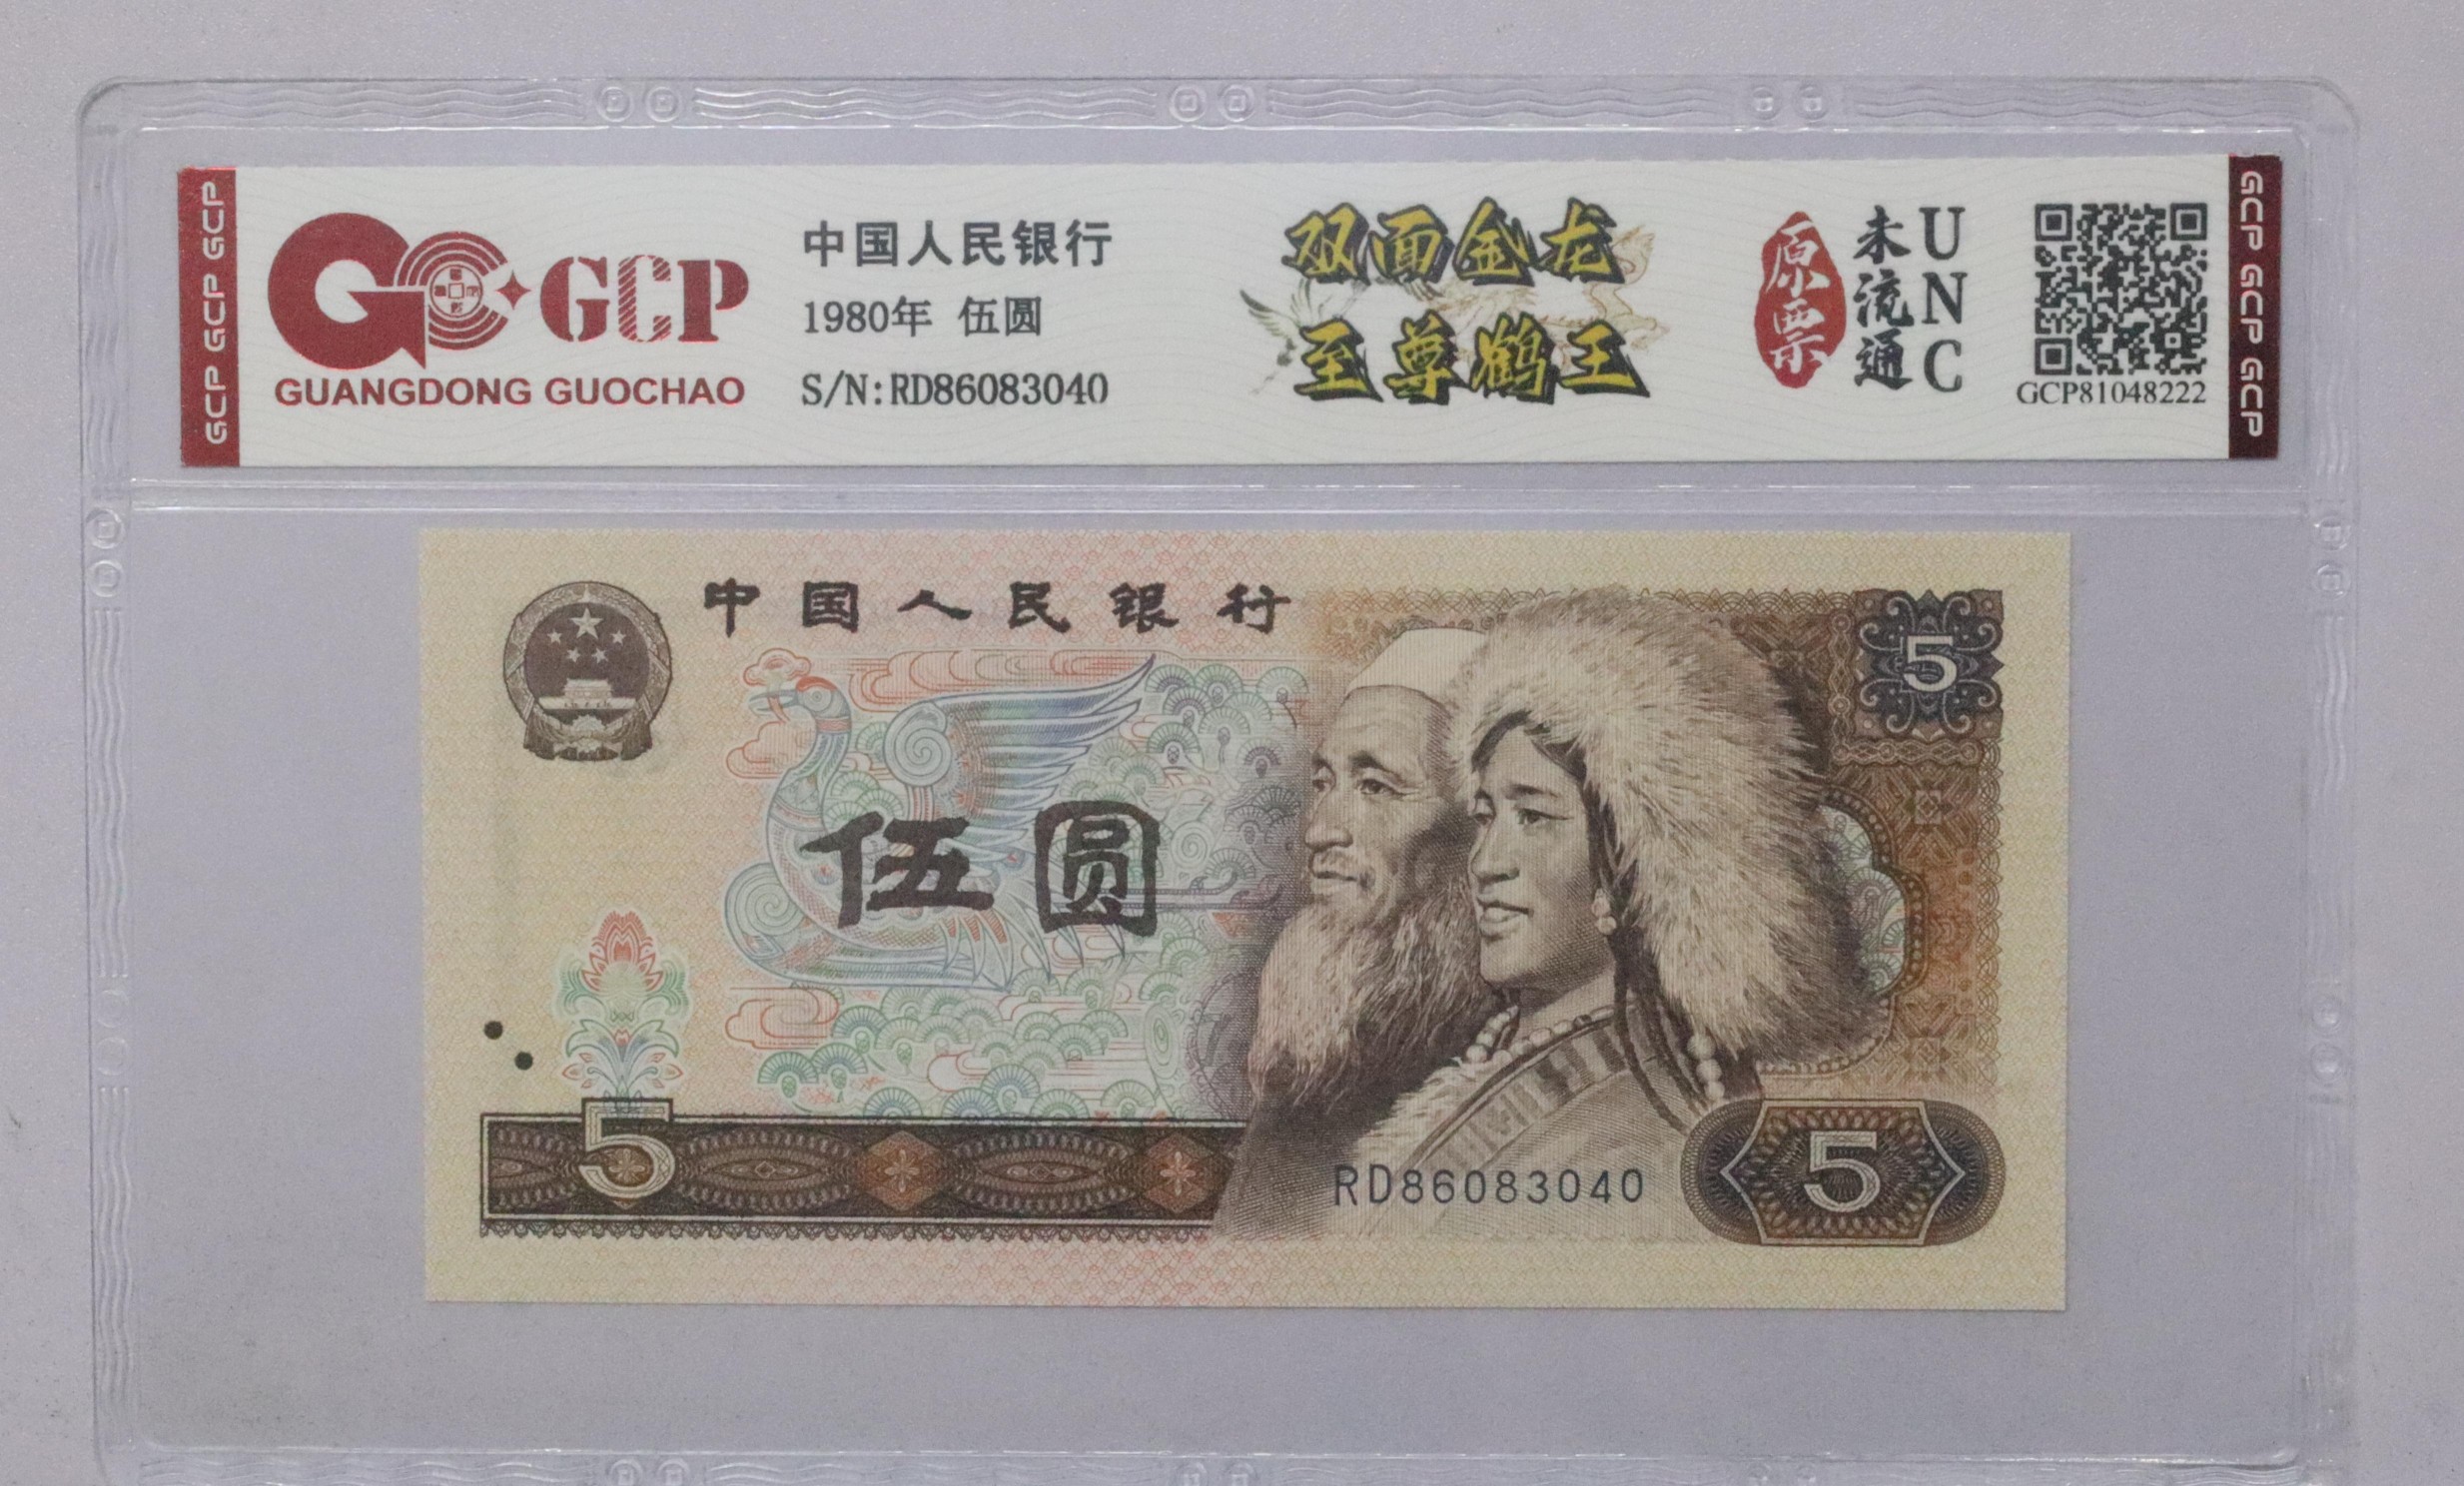 GCP GCP GCP
GCP
GUANGDONG GUOCHAO
中国人民银行
1980年 伍圆
S/N:RD86083040
双面金龙
至尊鹤王
原票
未流通
UNC
GCP81048222
GCP GCP GCP
中国人民银行
5
伍圆
5
RD86083040
5